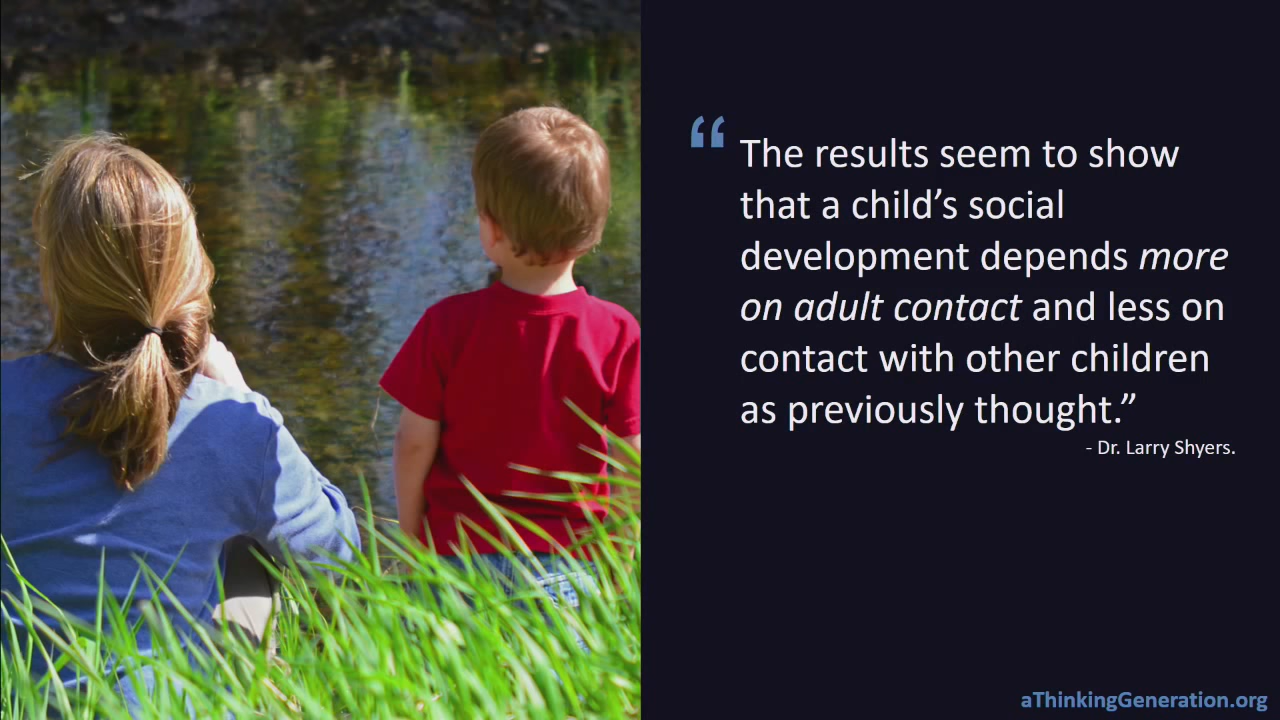 “ The results seem to show
that a child’s social
development depends more
on adult contact and less on
contact with other children
as previously thought.”
- Dr. Larry Shyers.
aThinkingGeneration.org